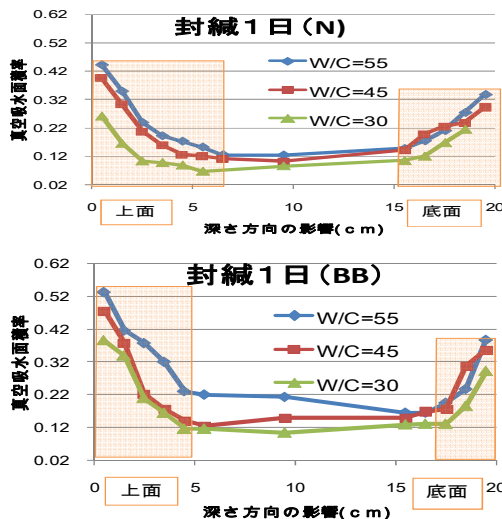 封緘1日(N)
0.62
0.52
0.42
0.32
0.22
0.12
0.02
真空吸水面積率
W/C=55
W/C=45
W/C=30
0
5
10
15
20
上面
底面
深さ方向の影響(cm)
封緘1日(BB)
0.62
0.52
0.42
0.32
0.22
0.12
0.02
真空吸水面積率
W/C=55
W/C=45
W/C=30
0
5
10
15
20
上面
底面
深さ方向の影響(cm)